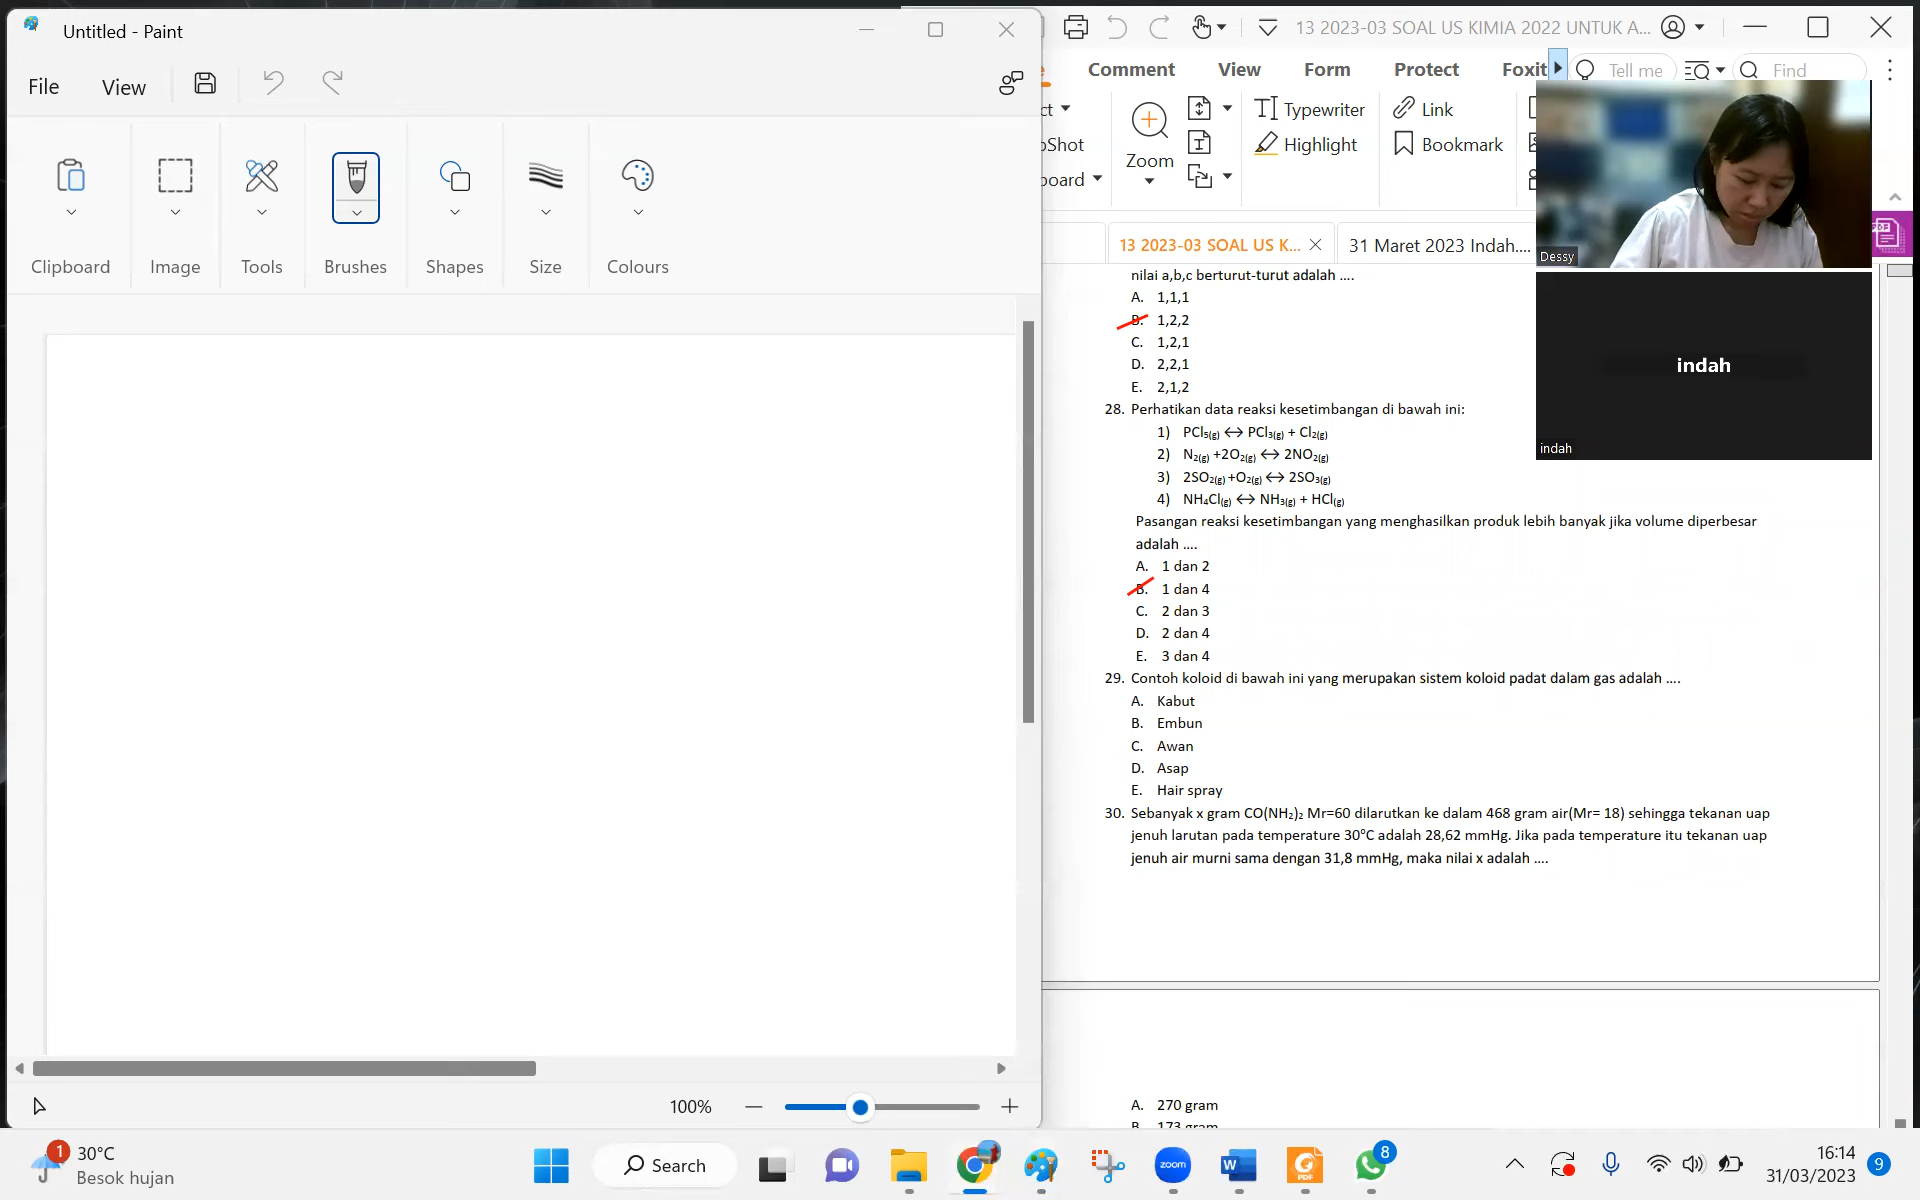 Untitled - Paint
File
View
Clipboard
Image
Tools
Brushes
Shapes
Size
Colours
100%
13 2023-03 SOAL US KIMIA 2022 UNTUK A...
Comment
View
Form
Protect
Foxit
Tell me
Find
Zoom
Typewriter
Highlight
Link
Bookmark
13 2023-03 SOAL US K...
31 Maret 2023 Indah....
Dessy
indah
indah
nilai a,b,c berturut-turut adalah ....
A. 1,1,1
B. 1,2,2
C. 1,2,1
D. 2,2,1
E. 2,1,2
28. Perhatikan data reaksi kesetimbangan di bawah ini:
1) PCl₅(g) ↔ PCl₃(g) + Cl₂(g)
2) N₂(g) +2O₂(g) ↔ 2NO₂(g)
3) 2SO₂(g) +O₂(g) ↔ 2SO₃(g)
4) NH₄Cl(g) ↔ NH₃(g) + HCl(g)
Pasangan reaksi kesetimbangan yang menghasilkan produk lebih banyak jika volume diperbesar
adalah ....
A. 1 dan 2
B. 1 dan 4
C. 2 dan 3
D. 2 dan 4
E. 3 dan 4
29. Contoh koloid di bawah ini yang merupakan sistem koloid padat dalam gas adalah ....
A. Kabut
B. Embun
C. Awan
D. Asap
E. Hair spray
30. Sebanyak x gram CO(NH₂)₂ Mr=60 dilarutkan ke dalam 468 gram air(Mr= 18) sehingga tekanan uap
jenuh larutan pada temperature 30°C adalah 28,62 mmHg. Jika pada temperature itu tekanan uap
jenuh air murni sama dengan 31,8 mmHg, maka nilai x adalah ....
A. 270 gram
B. 173 gram
1
30°C
Besok hujan
Search
zoom
PDF
8
16:14
31/03/2023
9